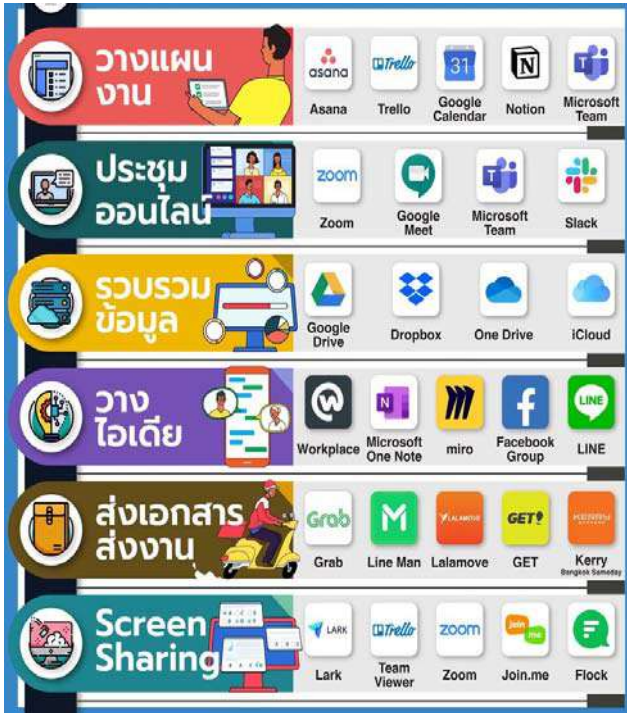 วางแผน
งาน
asana
Trello
31
N
Asana
Trello
Google
Calendar
Notion
Microsoft
Team
ประชุม
ออนไลน์
zoom
Zoom
Google
Meet
Microsoft
Team
Slack
รวบรวม
ข้อมูล
Google
Drive
Dropbox
One Drive
iCloud
วาง
ไอเดีย
N
f
LINE
Workplace
Microsoft
One Note
miro
Facebook
Group
LINE
ส่งเอกสาร
ส่งงาน
Grab
M
LALAMOVE
GET!
Grab
Line Man
Lalamove
GET
Kerry
Bangkok Sameday
Screen
Sharing
LARK
Trello
zoom
Join
me
Lark
Team
Viewer
Zoom
Join.me
Flock